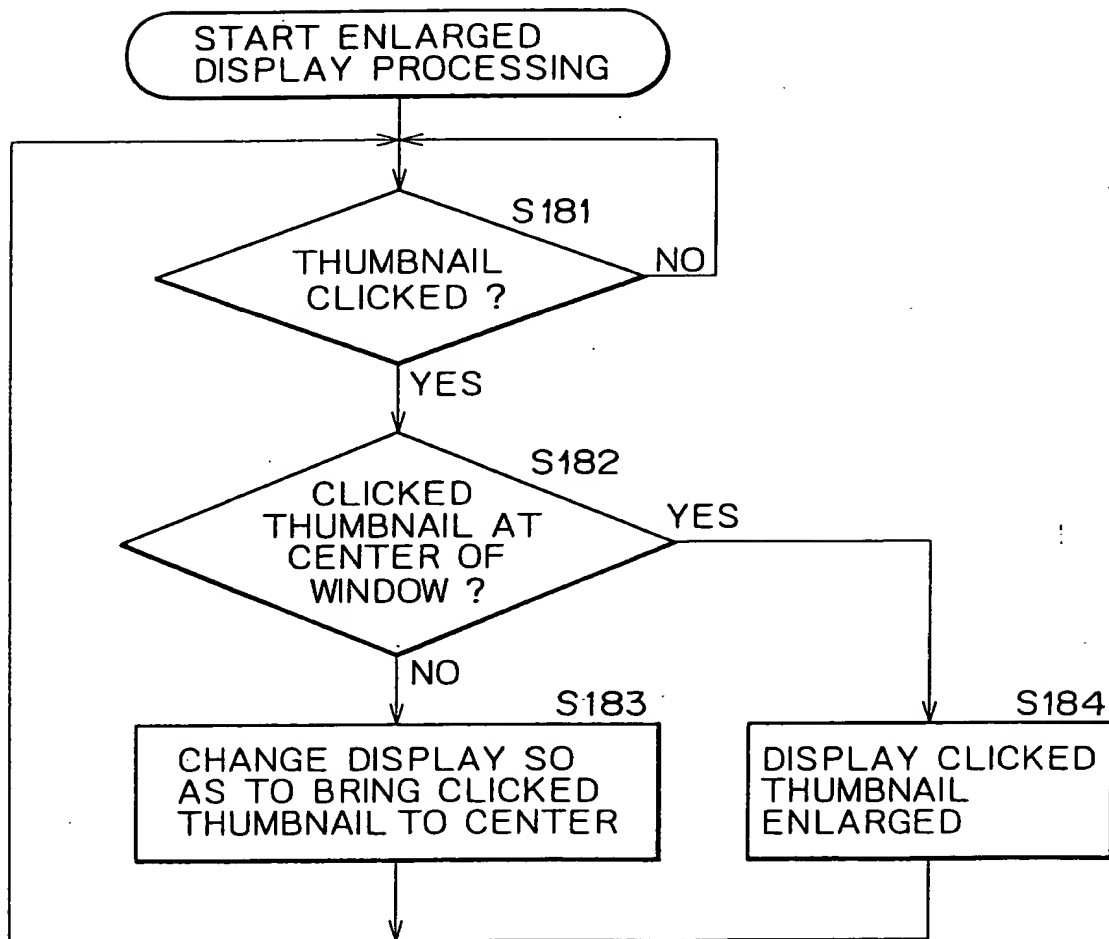 START ENLARGED
DISPLAY PROCESSING
S181
THUMBNAIL
CLICKED ?
NO
YES
S182
CLICKED
THUMBNAIL AT
CENTER OF
WINDOW ?
YES
NO
S183
CHANGE DISPLAY SO
AS TO BRING CLICKED
THUMBNAIL TO CENTER
S184
DISPLAY CLICKED
THUMBNAIL
ENLARGED